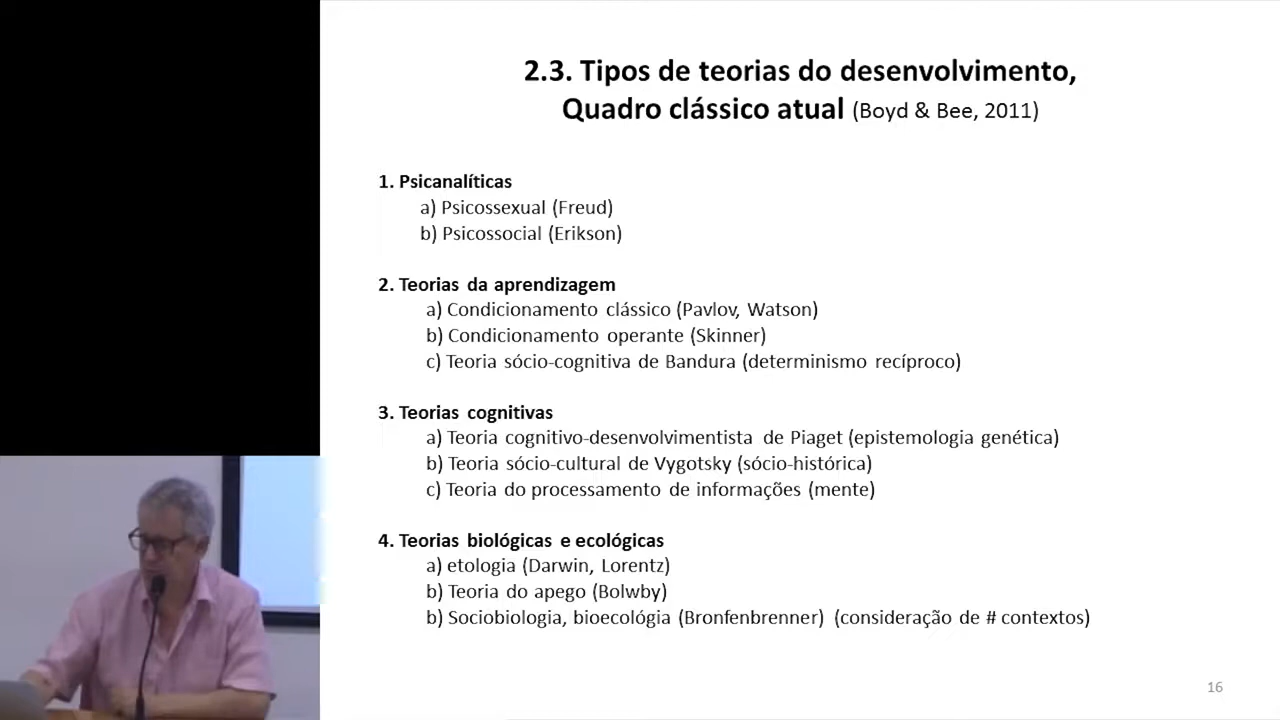 2.3. Tipos de teorias do desenvolvimento,
Quadro clássico atual (Boyd & Bee, 2011)
1. Psicanalíticas
a) Psicossexual (Freud)
b) Psicossocial (Erikson)
2. Teorias da aprendizagem
a) Condicionamento clássico (Pavlov, Watson)
b) Condicionamento operante (Skinner)
c) Teoria sócio-cognitiva de Bandura (determinismo recíproco)
3. Teorias cognitivas
a) Teoria cognitivo-desenvolvimentista de Piaget (epistemologia genética)
b) Teoria sócio-cultural de Vygotsky (sócio-histórica)
c) Teoria do processamento de informações (mente)
4. Teorias biológicas e ecológicas
a) etologia (Darwin, Lorentz)
b) Teoria do apego (Bolwby)
b) Sociobiologia, bioecológia (Bronfenbrenner) (consideração de # contextos)
16